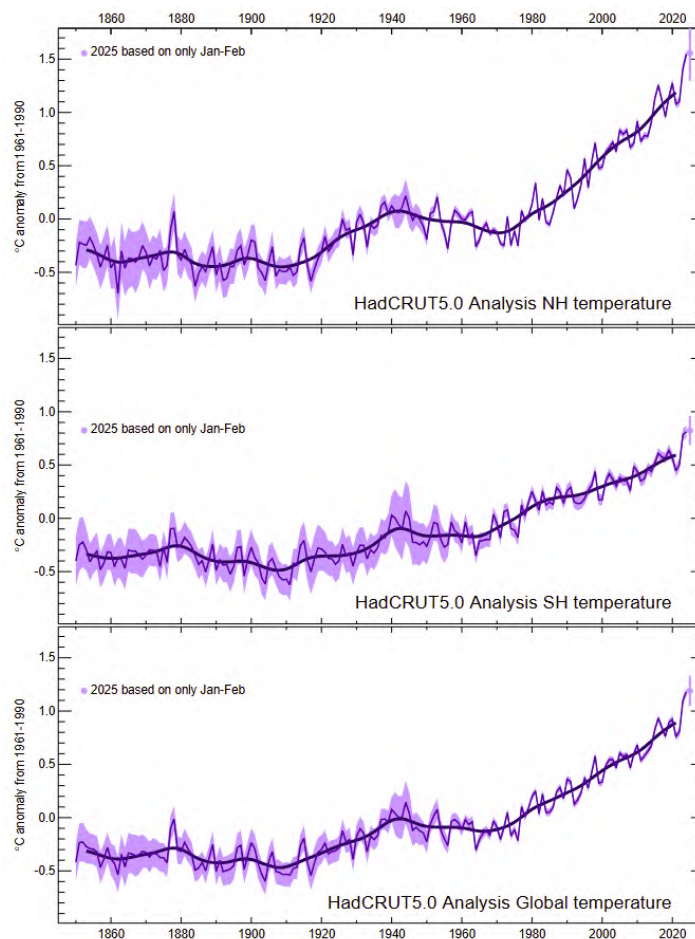 1860 1880 1900 1920 1940 1960 1980 2000 2020
2025 based on only Jan-Feb
°C anomaly from 1961-1990
1.5
1.0
0.5
0.0
-0.5
HadCRUT5.0 Analysis NH temperature
2025 based on only Jan-Feb
°C anomaly from 1961-1990
1.5
1.0
0.5
0.0
-0.5
HadCRUT5.0 Analysis SH temperature
2025 based on only Jan-Feb
°C anomaly from 1961-1990
1.5
1.0
0.5
0.0
-0.5
HadCRUT5.0 Analysis Global temperature
1860 1880 1900 1920 1940 1960 1980 2000 2020